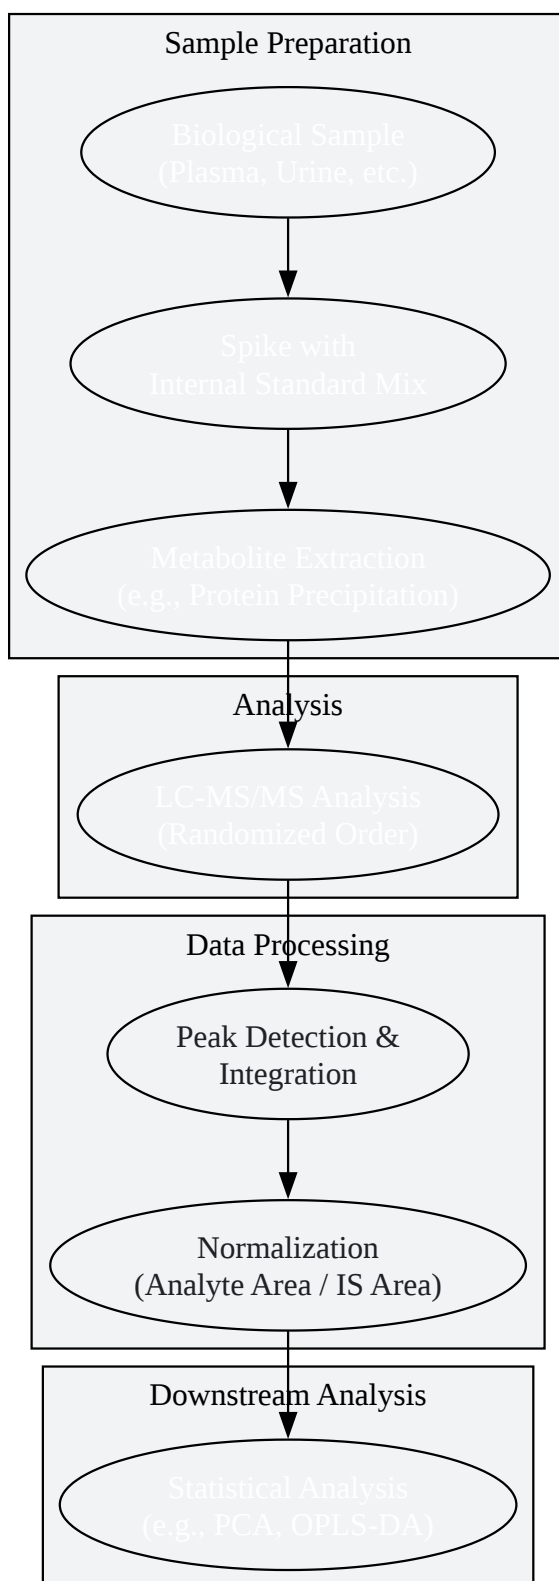 Sample Preparation
Biological Sample
(Plasma, Urine, etc.)
Spike with
Internal Standard Mix
Metabolite Extraction
(e.g., Protein Precipitation)
Analysis
LC-MS/MS Analysis
(Randomized Order)
Data Processing
Peak Detection &
Integration
Normalization
(Analyte Area / IS Area)
Downstream Analysis
Statistical Analysis
(e.g., PCA, OPLS-DA)